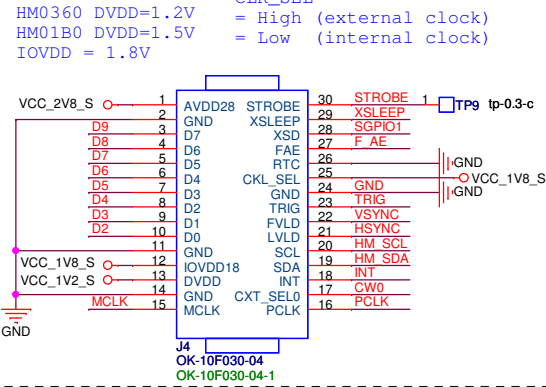 HM0360 DVDD=1.2V
HM01B0 DVDD=1.5V
IOVDD = 1.8V
CLK_SEL
= High (external clock)
= Low (internal clock)
VCC_2V8_S 1 AVDD28 STROBE 30 STROBE 1 TP9 tp-0.3-c
2 GND XSLEEP 29 XSLEEP
D9 3 D7 XSD 28 SGPIO1
D8 4 D6 FAE 27 F_AE
D7 5 D5 RTC 26 GND
D6 6 D4 CKL_SEL 25 VCC_1V8_S
D5 7 D3 GND 24 GND GND
D4 8 D2 TRIG 23 TRIG
D3 9 D1 FVLD 22 VSYNC
D2 10 D0 LVLD 21 HSYNC
11 GND SCL 20 HM_SCL
VCC_1V8_S 12 IOVDD18 SDA 19 HM_SDA
VCC_1V2_S 13 DVDD INT 18 INT
14 GND CXT_SEL0 17 CW0
MCLK 15 MCLK PCLK 16 PCLK
GND
J4
OK-10F030-04
OK-10F030-04-1